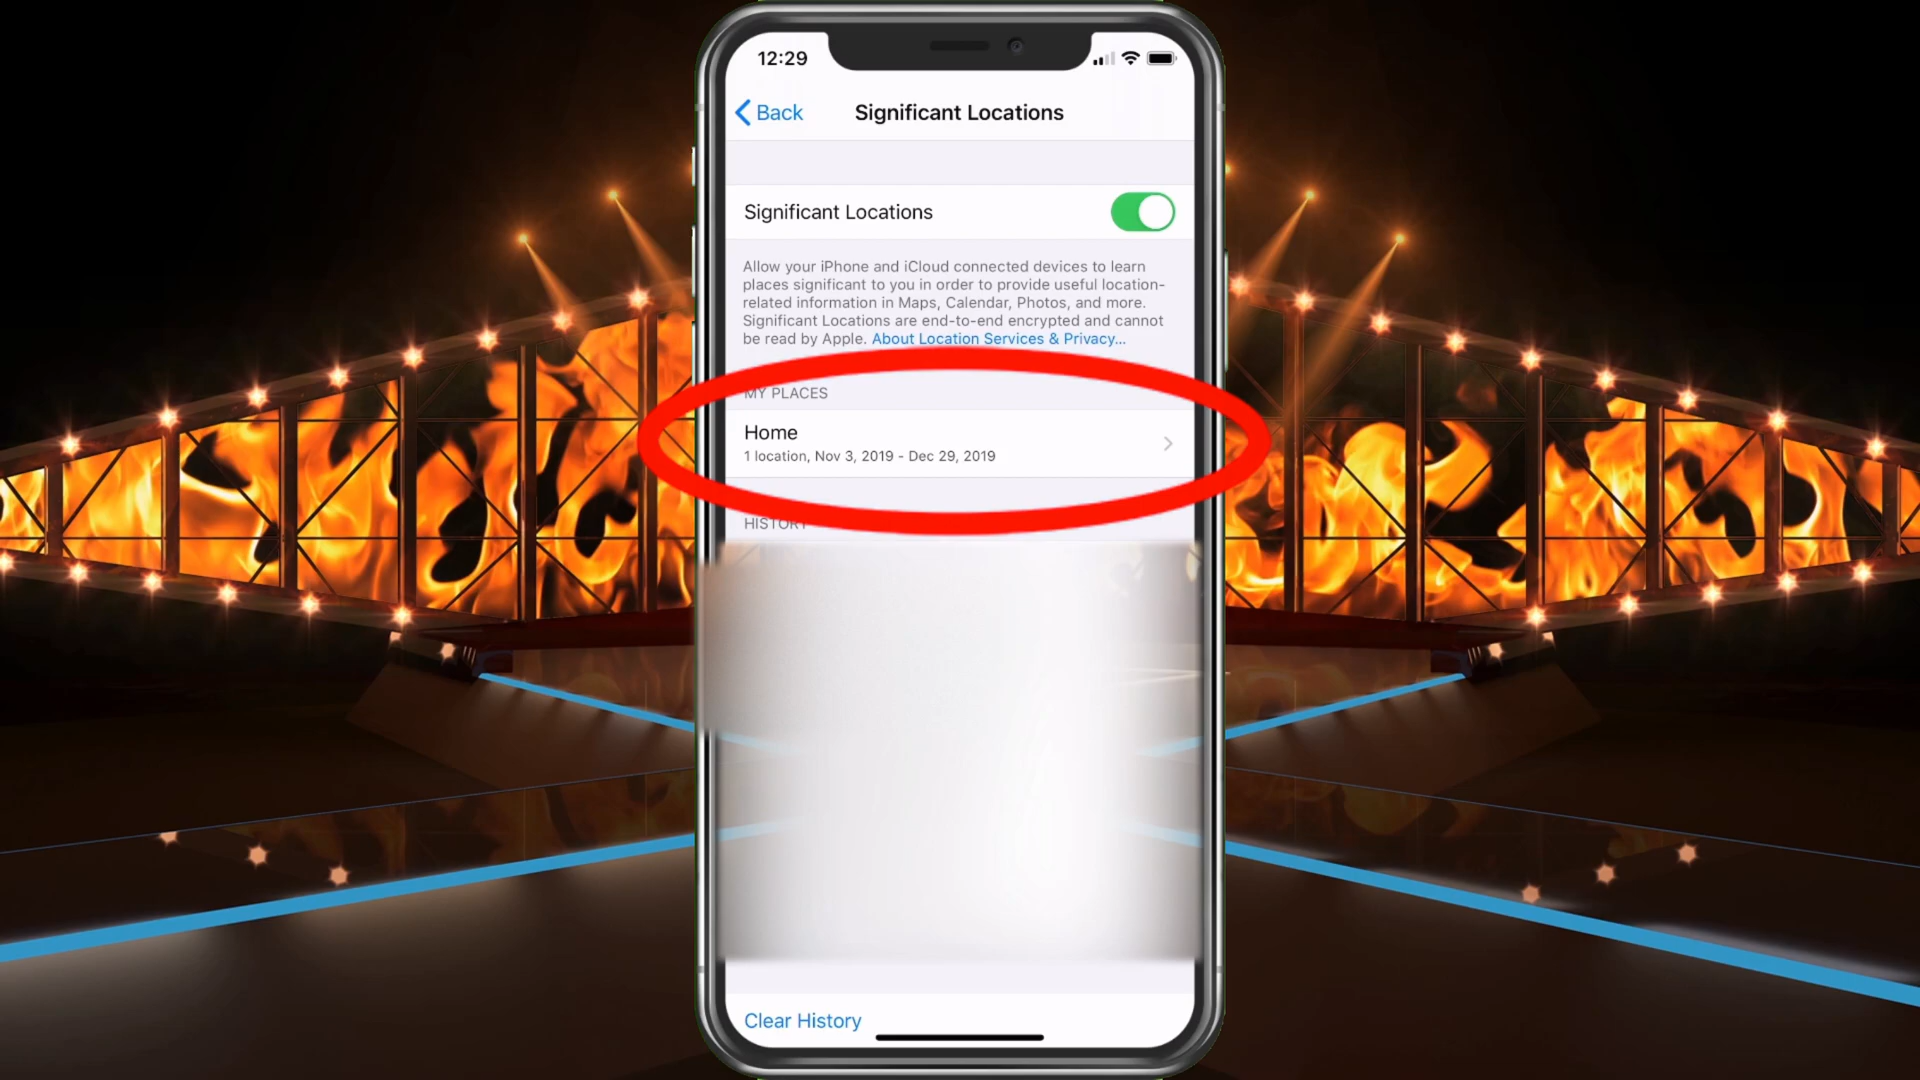 12:29
Back
Significant Locations
Significant Locations
Allow your iPhone and iCloud connected devices to learn
places significant to you in order to provide useful location-
related information in Maps, Calendar, Photos, and more.
Significant Locations are end-to-end encrypted and cannot
be read by Apple. About Location Services & Privacy...
MY PLACES
Home
1 location, Nov 3, 2019 - Dec 29, 2019
HISTORY
Clear History